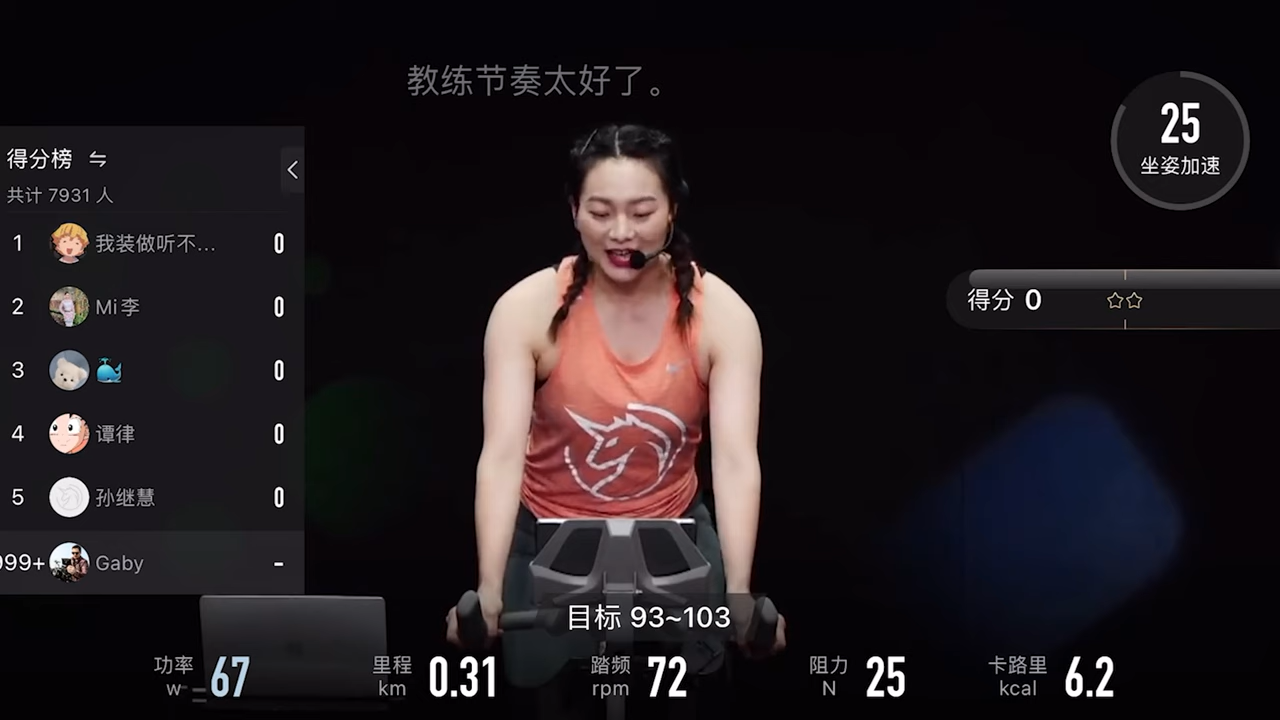 教练节奏太好了。
25
坐姿加速
得分榜
共计 7931 人
1 我装做听不… 0
2 Mi李 0
3 0
4 谭律 0
5 孙继慧 0
999+ Gaby -
得分 0
目标 93~103
功率 w 67
里程 km 0.31
踏频 rpm 72
阻力 N 25
卡路里 kcal 6.2